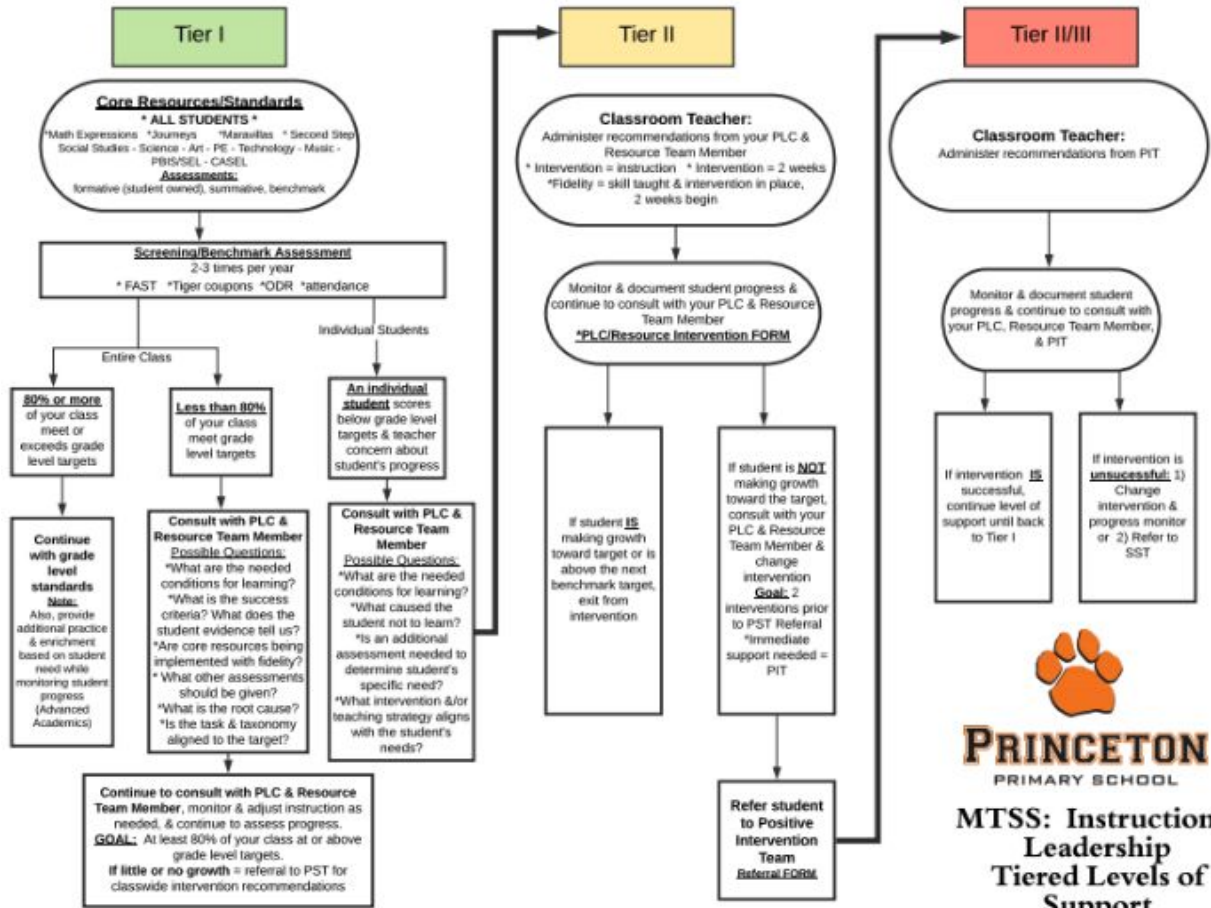 Tier I
Core Resources/Standards
* ALL STUDENTS *
*Math Expressions *Journeys *Maravillas * Second Step
Social Studies - Science - Art - PE - Technology - Music -
PBIS/SEL - CASEL
Assessments:
formative (student owned), summative, benchmark
Screening/Benchmark Assessment
2-3 times per year
* FAST *Tiger coupons *ODR *attendance
Entire Class
Individual Students
80% or more
of your class
meet or
exceeds grade
level targets
Less than 80%
of your class
meet grade
level targets
An individual
student scores
below grade level
targets & teacher
concern about
student's progress
Continue
with grade
level
standards
Note:
Also, provide
additional practice
& enrichment
based on student
need while
monitoring student
progress
(Advanced
Academics)
Consult with PLC &
Resource Team Member
Possible Questions:
*What are the needed
conditions for learning?
*What is the success
criteria? What does the
student evidence tell us?
*Are core resources being
implemented with fidelity?
* What other assessments
should be given?
*What is the root cause?
*Is the task & taxonomy
aligned to the target?
Consult with PLC &
Resource Team
Member
Possible Questions:
*What are the needed
conditions for learning?
*What caused the
student not to learn?
*Is an additional
assessment needed to
determine student's
specific need?
*What intervention &/or
teaching strategy aligns
with the student's
needs?
Continue to consult with PLC & Resource
Team Member, monitor & adjust instruction as
needed, & continue to assess progress.
GOAL: At least 80% of your class at or above
grade level targets.
If little or no growth = referral to PST for
classwide intervention recommendations
Tier II
Classroom Teacher:
Administer recommendations from your PLC &
Resource Team Member
* Intervention = instruction * Intervention = 2 weeks
*Fidelity = skill taught & intervention in place,
2 weeks begin
Monitor & document student progress &
continue to consult with your PLC & Resource
Team Member
*PLC/Resource Intervention FORM
If student IS
making growth
toward target or is
above the next
benchmark target,
exit from
intervention
If student is NOT
making growth
toward the target,
consult with your
PLC & Resource
Team Member &
change
intervention
Goal: 2
interventions prior
to PST Referral
*Immediate
support needed =
PIT
Refer student
to Positive
Intervention
Team
Referral FORM
Tier II/III
Classroom Teacher:
Administer recommendations from PIT
Monitor & document student
progress & continue to consult with
your PLC, Resource Team Member,
& PIT
If intervention IS
successful,
continue level of
support until back
to Tier I
If intervention is
unsucessful: 1)
Change
intervention &
progress monitor
or 2) Refer to
SST
PRINCETON
PRIMARY SCHOOL
MTSS: Instruction
Leadership
Tiered Levels of
Support